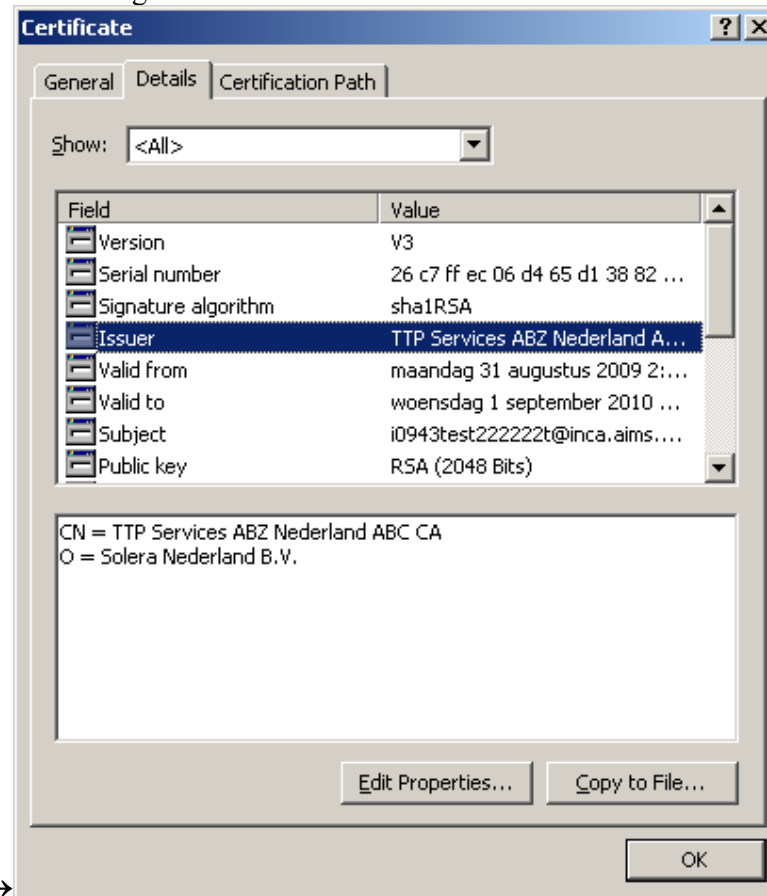 Certificate
General Details Certification Path
Show: <All>
Field Value
Version V3
Serial number 26 c7 ff ec 06 d4 65 d1 38 82 ...
Signature algorithm sha1RSA
Issuer TTP Services ABZ Nederland A...
Valid from maandag 31 augustus 2009 2:...
Valid to woensdag 1 september 2010 ...
Subject i0943test222222t@inca.aims....
Public key RSA (2048 Bits)
CN = TTP Services ABZ Nederland ABC CA
O = Solera Nederland B.V.
Edit Properties... Copy to File...
OK